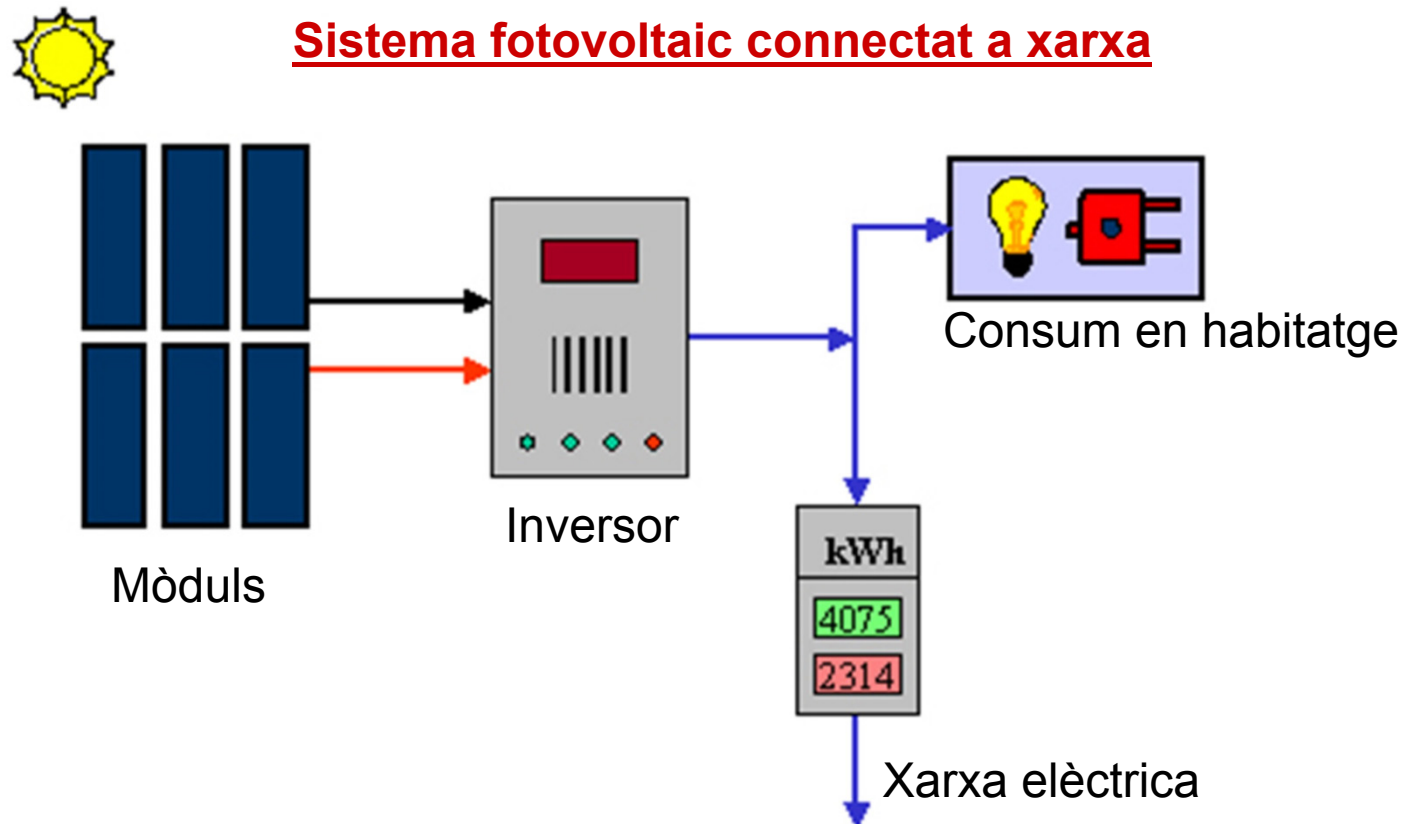 Sistema fotovoltaic connectat a xarxa
Consum en habitatge
Inversor
Mòduls
kWh
4075
2314
Xarxa elèctrica